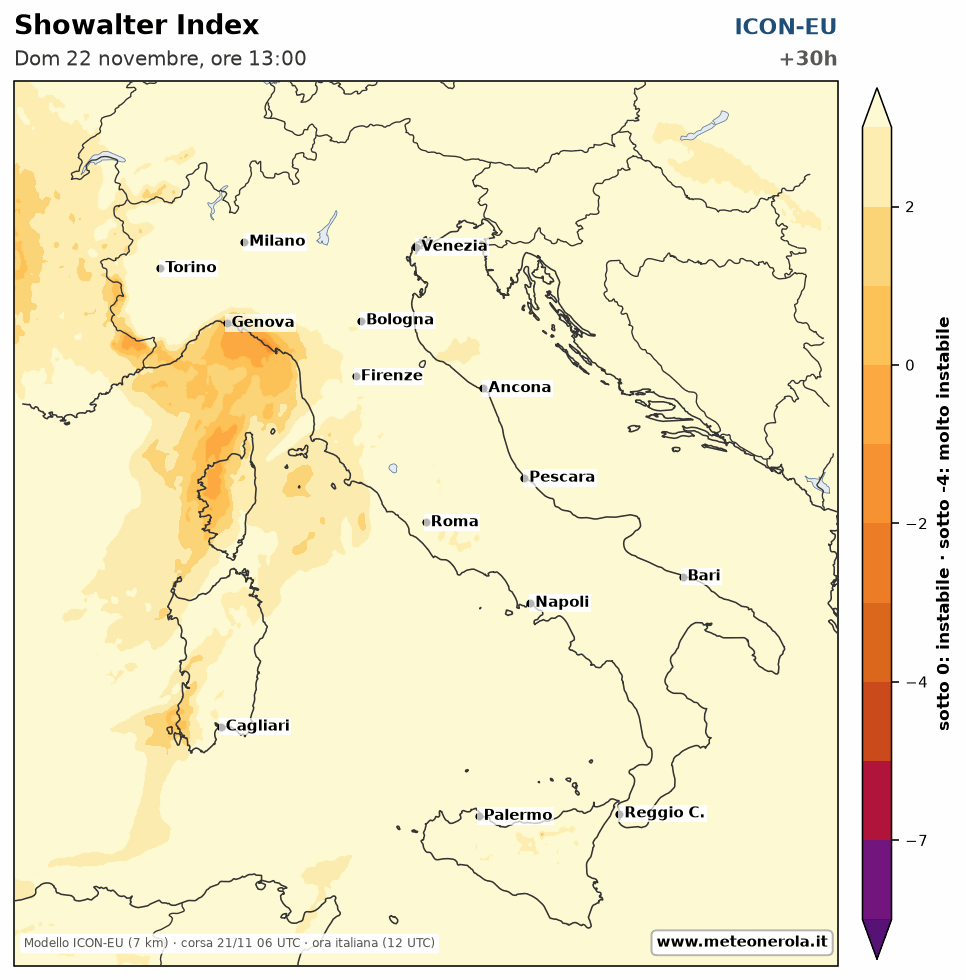 Showalter Index
ICON-EU
Dom 22 novembre, ore 13:00
+30h
Milano
Venezia
Torino
Bologna
Genova
Firenze
Ancona
Pescara
Roma
Bari
Napoli
Cagliari
Palermo
Reggio C.
2
0
−2
−4
−7
sotto 0: instabile · sotto -4: molto instabile
Modello ICON-EU (7 km) · corsa 21/11 06 UTC · ora italiana (12 UTC)
www.meteonerola.it